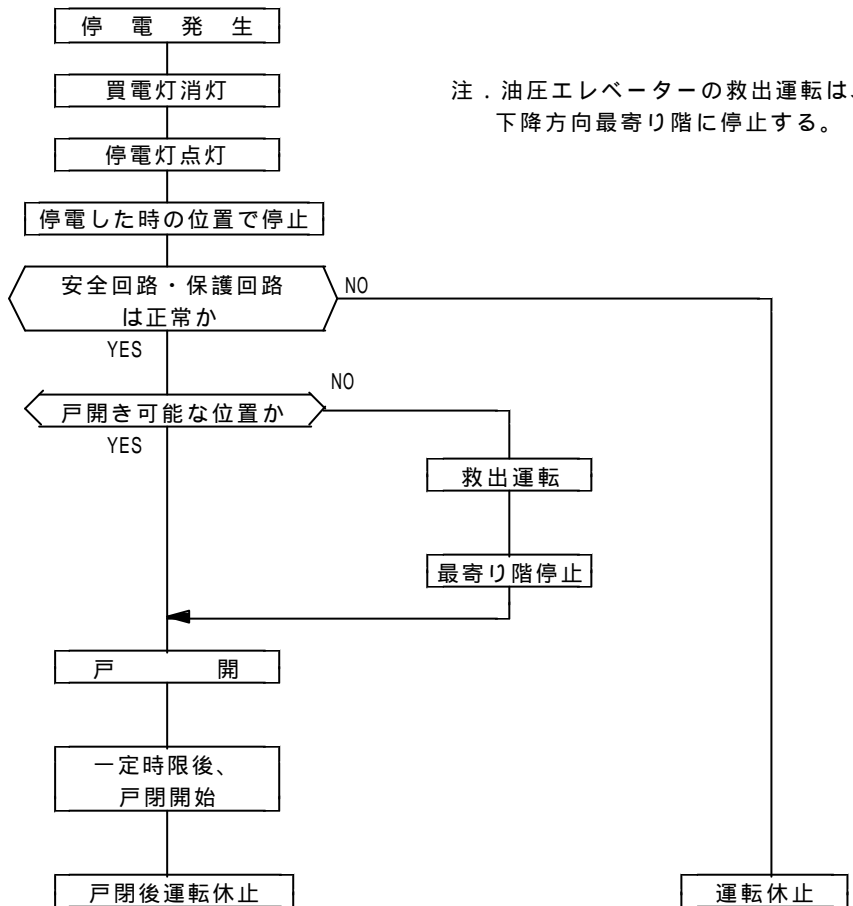 停電発生
買電灯消灯
注．油圧エレベーターの救出運転は、
下降方向最寄り階に停止する。
停電灯点灯
停電した時の位置で停止
安全回路・保護回路
は正常か
NO
YES
戸開き可能な位置か
NO
YES
救出運転
最寄り階停止
戸開
一定時限後、
戸閉開始
戸閉後運転休止
運転休止